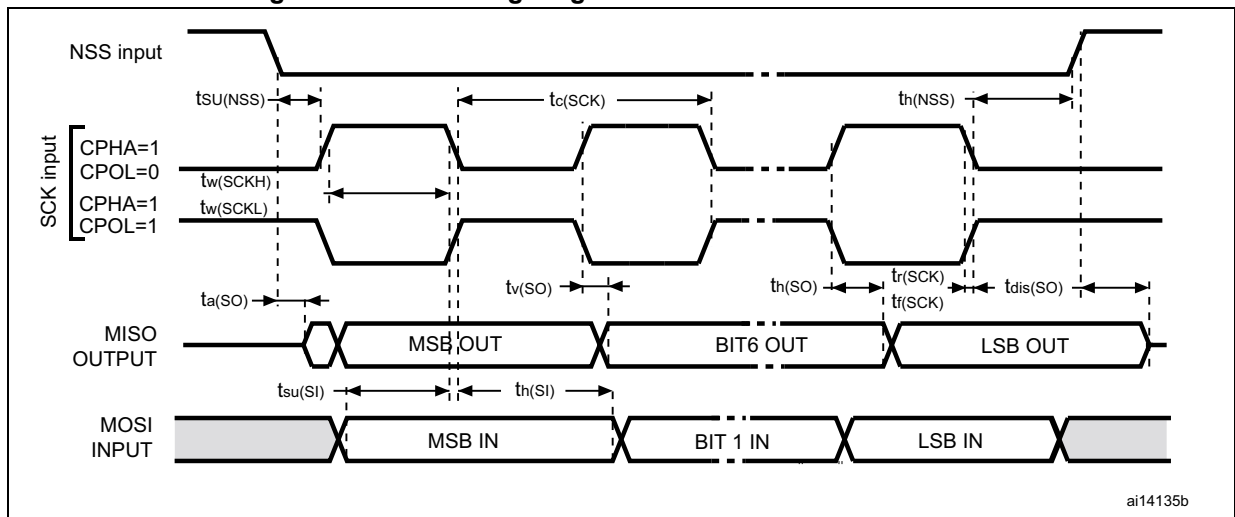 NSS input
tSU(NSS)
tc(SCK)
th(NSS)
SCK input
CPHA=1
CPOL=0
tw(SCKH)
CPHA=1
tw(SCKL)
CPOL=1
ta(SO)
tv(SO)
th(SO)
tr(SCK)
tf(SCK)
tdis(SO)
MISO
OUTPUT
MSB OUT
BIT6 OUT
LSB OUT
tsu(SI)
th(SI)
MOSI
INPUT
MSB IN
BIT 1 IN
LSB IN
ai14135b